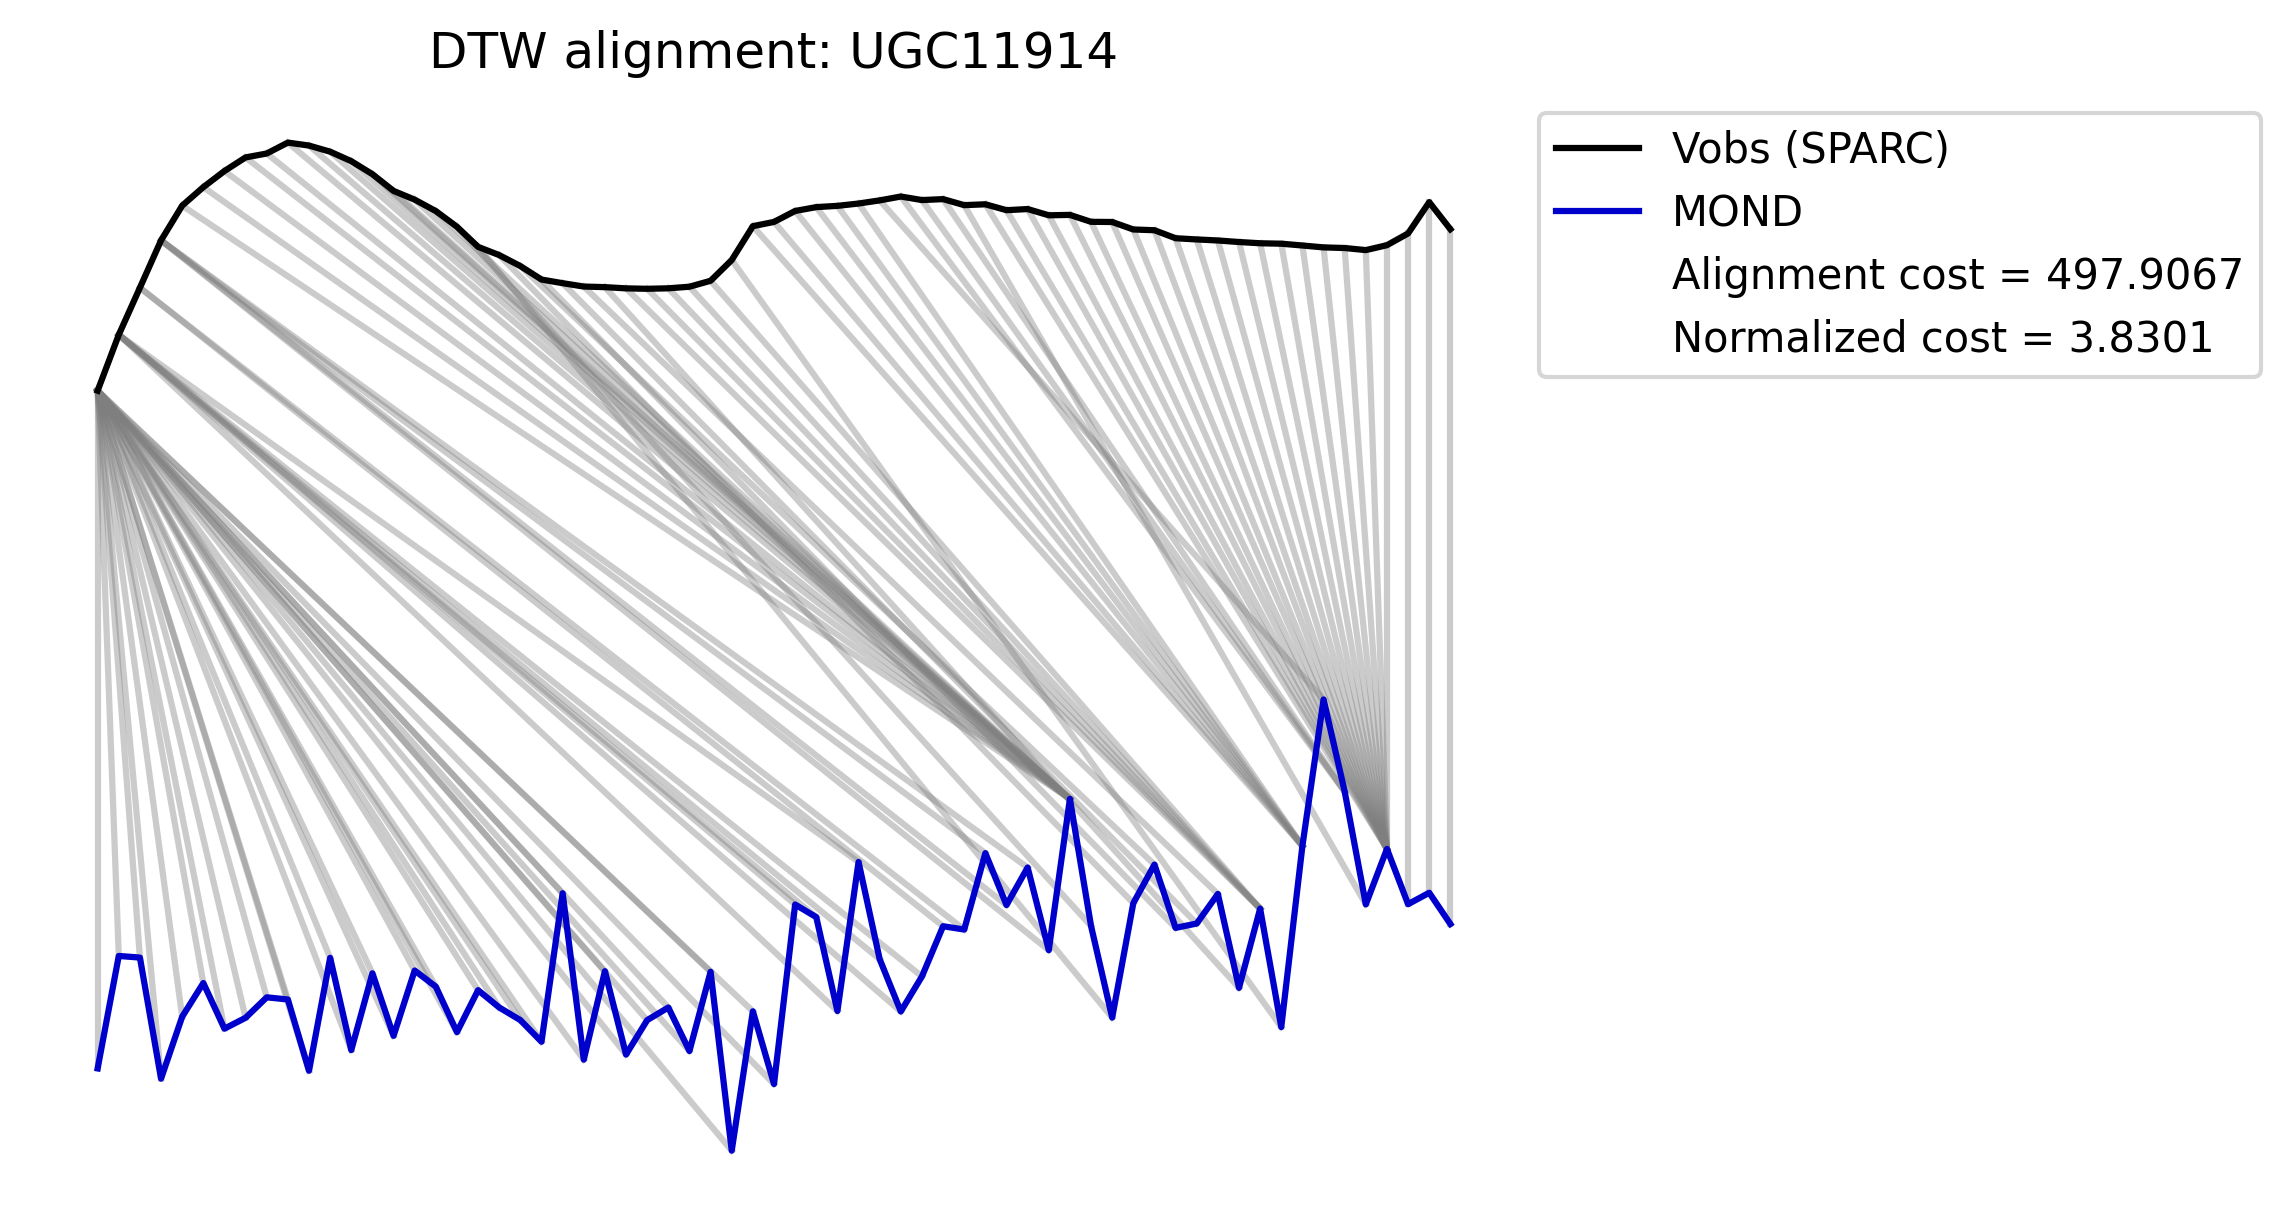 DTW alignment: UGC11914
Vobs (SPARC)
MOND
Alignment cost = 497.9067
Normalized cost = 3.8301